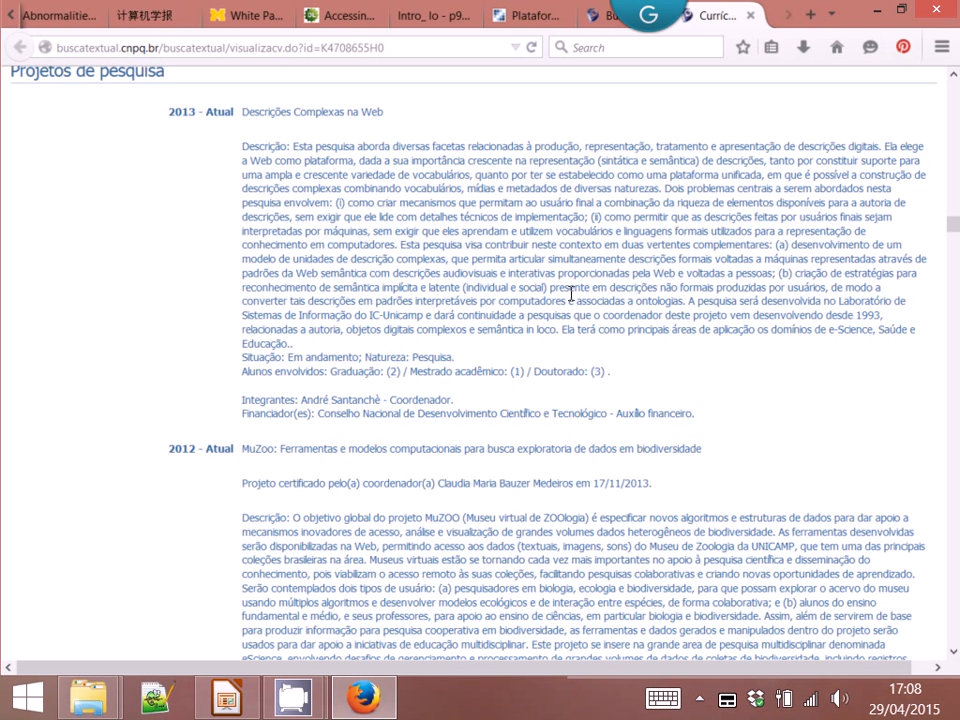 Abnormalitie...
计算机学报
White Pa...
Accessin...
Intro_ Io - p9...
Platafor...
Bu
G
Curríc...
buscatextual.cnpq.br/buscatextual/visualizacv.do?id=K4708655H0
Search
Projetos de pesquisa
2013 - Atual Descrições Complexas na Web
Descrição: Esta pesquisa aborda diversas facetas relacionadas à produção, representação, tratamento e apresentação de descrições digitais. Ela elege
a Web como plataforma, dada a sua importância crescente na representação (sintática e semântica) de descrições, tanto por constituir suporte para
uma ampla e crescente variedade de vocabulários, quanto por ter se estabelecido como uma plataforma unificada, em que é possível a construção de
descrições complexas combinando vocabulários, mídias e metadados de diversas naturezas. Dois problemas centrais a serem abordados nesta
pesquisa envolvem: (i) como criar mecanismos que permitam ao usuário final a combinação da riqueza de elementos disponíveis para a autoria de
descrições, sem exigir que ele lide com detalhes técnicos de implementação; (ii) como permitir que as descrições feitas por usuários finais sejam
interpretadas por máquinas, sem exigir que eles aprendam e utilizem vocabulários e linguagens formais utilizados para a representação de
conhecimento em computadores. Esta pesquisa visa contribuir neste contexto em duas vertentes complementares: (a) desenvolvimento de um
modelo de unidades de descrição complexas, que permita articular simultaneamente descrições formais voltadas a máquinas representadas através de
padrões da Web semântica com descrições audiovisuais e interativas proporcionadas pela Web e voltadas a pessoas; (b) criação de estratégias para
reconhecimento de semântica implícita e latente (individual e social) presente em descrições não formais produzidas por usuários, de modo a
converter tais descrições em padrões interpretáveis por computadores e associadas a ontologias. A pesquisa será desenvolvida no Laboratório de
Sistemas de Informação do IC-Unicamp e dará continuidade a pesquisas que o coordenador deste projeto vem desenvolvendo desde 1993,
relacionadas a autoria, objetos digitais complexos e semântica in loco. Ela terá como principais áreas de aplicação os domínios de e-Science, Saúde e
Educação..
Situação: Em andamento; Natureza: Pesquisa.
Alunos envolvidos: Graduação: (2) / Mestrado acadêmico: (1) / Doutorado: (3) .
Integrantes: André Santanchè - Coordenador.
Financiador(es): Conselho Nacional de Desenvolvimento Científico e Tecnológico - Auxílio financeiro.
2012 - Atual MuZoo: Ferramentas e modelos computacionais para busca exploratoria de dados em biodiversidade
Projeto certificado pelo(a) coordenador(a) Claudia Maria Bauzer Medeiros em 17/11/2013.
Descrição: O objetivo global do projeto MuZOO (Museu virtual de ZOOlogia) é especificar novos algoritmos e estruturas de dados para dar apoio a
mecanismos inovadores de acesso, análise e visualização de grandes volumes dados heterogêneos de biodiversidade. As ferramentas desenvolvidas
serão disponibilizadas na Web, permitindo acesso aos dados (textuais, imagens, sons) do Museu de Zoologia da UNICAMP, que tem uma das principais
coleções brasileiras na área. Museus virtuais estão se tornando cada vez mais importantes no apoio à pesquisa científica e disseminação do
conhecimento, pois viabilizam o acesso remoto às suas coleções, facilitando pesquisas colaborativas e criando novas oportunidades de aprendizado.
Serão contemplados dois tipos de usuário: (a) pesquisadores em biologia, ecologia e biodiversidade, para que possam explorar o acervo do museu
usando múltiplos algoritmos e desenvolver modelos ecológicos e de interação entre espécies, de forma colaborativa; e (b) alunos do ensino
fundamental e médio, e seus professores, para apoio ao ensino de ciências, em particular biologia e biodiversidade. Assim, além de servirem de base
para produzir informação para pesquisa cooperativa em biodiversidade, as ferramentas e dados gerados e manipulados dentro do projeto serão
usados para dar apoio a iniciativas de educação multidisciplinar. Este projeto se insere na grande area de pesquisa multidisciplinar denominada
eScience, envolvendo desafios de gerenciamento e processamento de grandes volumes de dados de coletas de biodiversidade, incluindo registros
17:08
29/04/2015